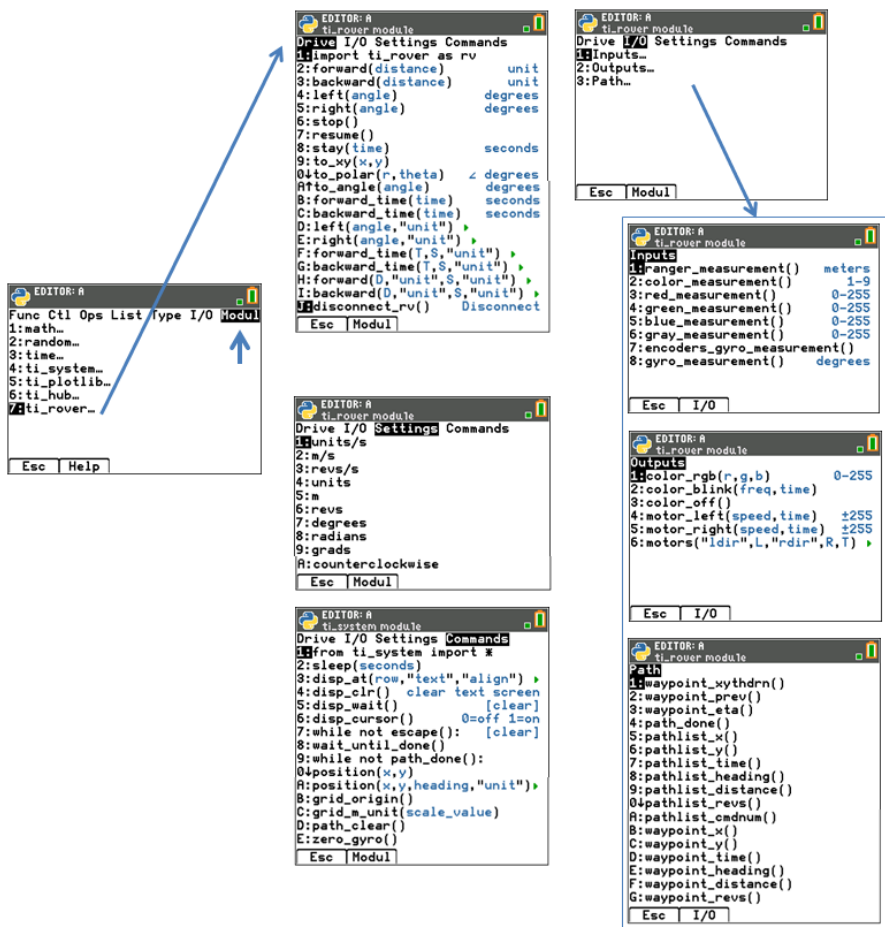 EDITOR: A
Func Ctl Ops List Type I/O Modul
1:math…
2:random…
3:time…
4:ti_system…
5:ti_plotlib…
6:ti_hub…
7:ti_rover…
Esc Help
EDITOR: A
ti_rover module
Drive I/O Settings Commands
1:import ti_rover as rv
2:forward(distance) unit
3:backward(distance) unit
4:left(angle) degrees
5:right(angle) degrees
6:stop()
7:resume()
8:stay(time) seconds
9:to_xy(x,y)
0↓to_polar(r,theta) ∠ degrees
A↑to_angle(angle) degrees
B:forward_time(time) seconds
C:backward_time(time) seconds
D:left(angle,"unit") ▸
E:right(angle,"unit") ▸
F:forward_time(T,S,"unit") ▸
G:backward_time(T,S,"unit") ▸
H:forward(D,"unit",S,"unit") ▸
I:backward(D,"unit",S,"unit") ▸
J:disconnect_rv() Disconnect
Esc Modul
EDITOR: A
ti_rover module
Drive I/O Settings Commands
1:units/s
2:m/s
3:revs/s
4:units
5:m
6:revs
7:degrees
8:radians
9:grads
A:counterclockwise
Esc Modul
EDITOR: A
ti_system module
Drive I/O Settings Commands
1:from ti_system import *
2:sleep(seconds)
3:disp_at(row,"text","align") ▸
4:disp_clr() clear text screen
5:disp_wait() [clear]
6:disp_cursor() 0=off 1=on
7:while not escape(): [clear]
8:wait_until_done()
9:while not path_done():
0↓position(x,y)
A:position(x,y,heading,"unit")▸
B:grid_origin()
C:grid_m_unit(scale_value)
D:path_clear()
E:zero_gyro()
Esc Modul
EDITOR: A
ti_rover module
Drive I/O Settings Commands
1:Inputs…
2:Outputs…
3:Path…
Esc Modul
EDITOR: A
ti_rover module
Inputs
1:ranger_measurement() meters
2:color_measurement() 1-9
3:red_measurement() 0-255
4:green_measurement() 0-255
5:blue_measurement() 0-255
6:gray_measurement() 0-255
7:encoders_gyro_measurement()
8:gyro_measurement() degrees
Esc I/O
EDITOR: A
ti_rover module
Outputs
1:color_rgb(r,g,b) 0-255
2:color_blink(freq,time)
3:color_off()
4:motor_left(speed,time) ±255
5:motor_right(speed,time) ±255
6:motors("ldir",L,"rdir",R,T) ▸
Esc I/O
EDITOR: A
ti_rover module
Path
1:waypoint_xythdrn()
2:waypoint_prev()
3:waypoint_eta()
4:path_done()
5:pathlist_x()
6:pathlist_y()
7:pathlist_time()
8:pathlist_heading()
9:pathlist_distance()
0↓pathlist_revs()
A:pathlist_cmdnum()
B:waypoint_x()
C:waypoint_y()
D:waypoint_time()
E:waypoint_heading()
F:waypoint_distance()
G:waypoint_revs()
Esc I/O